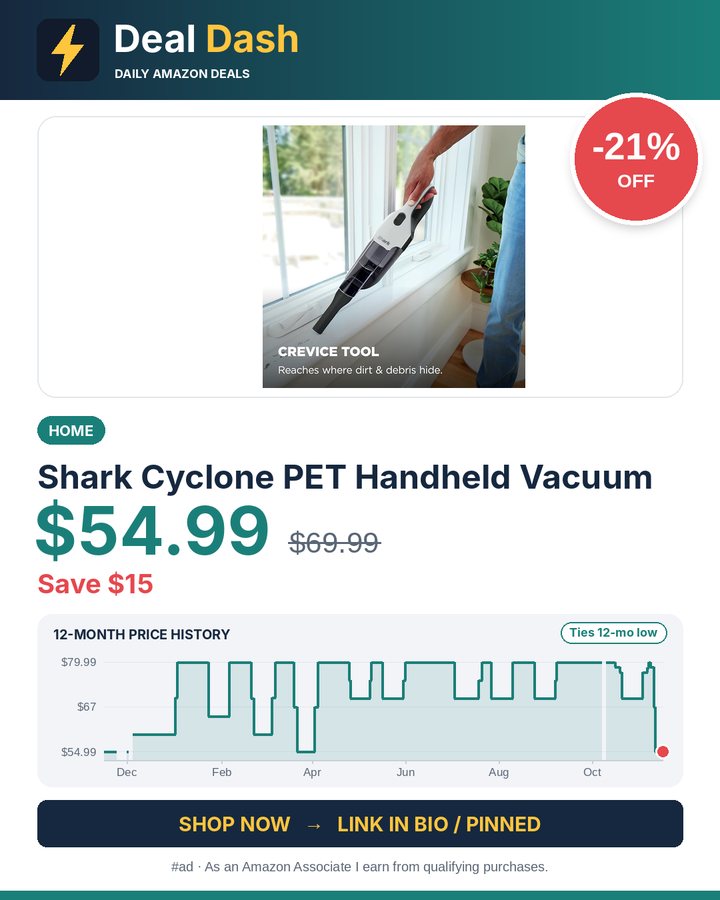 Deal Dash
DAILY AMAZON DEALS
-21%
OFF
Shark
CREVICE TOOL
Reaches where dirt & debris hide.
HOME
Shark Cyclone PET Handheld Vacuum
$54.99 $69.99
Save $15
12-MONTH PRICE HISTORY
Ties 12-mo low
$79.99
$67
$54.99
Dec Feb Apr Jun Aug Oct
SHOP NOW → LINK IN BIO / PINNED
#ad · As an Amazon Associate I earn from qualifying purchases.